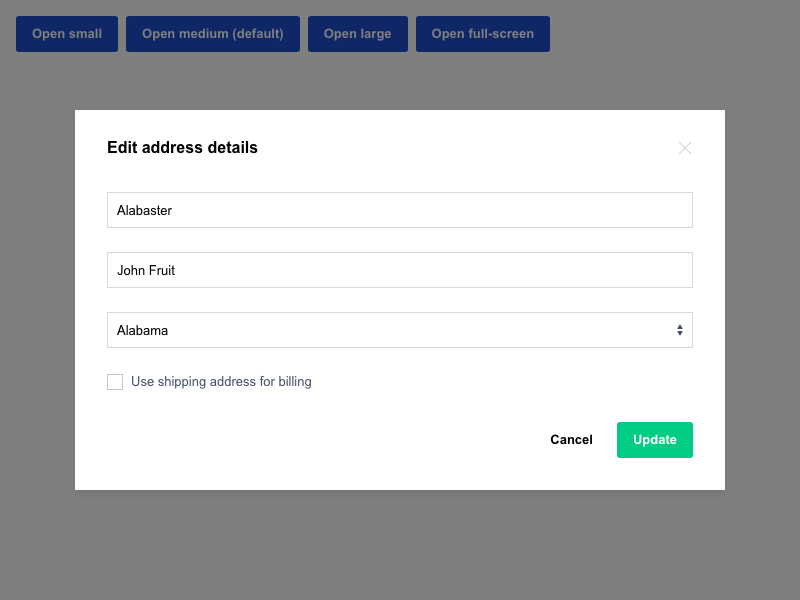 Open small Open medium (default) Open large Open full-screen
Edit address details
Alabaster
John Fruit
Alabama
Use shipping address for billing
Cancel Update